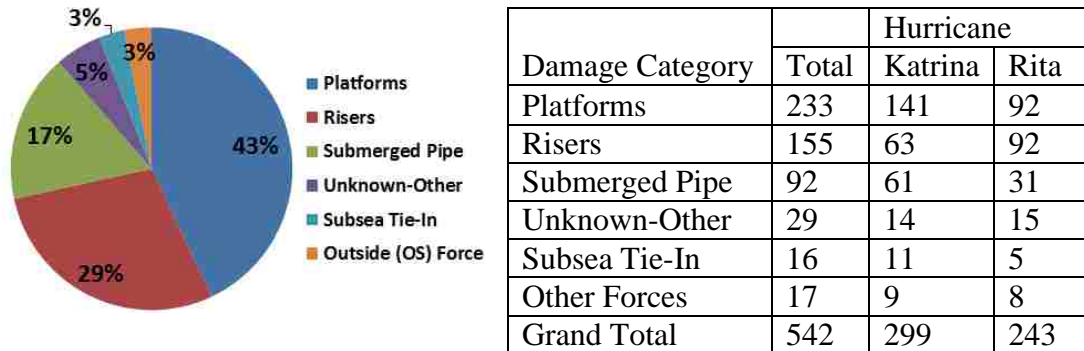 3%
3%
5%
17%
43%
29%
Platforms
Risers
Submerged Pipe
Unknown-Other
Subsea Tie-In
Outside (OS) Force
Hurricane
Damage Category Total Katrina Rita
Platforms 233 141 92
Risers 155 63 92
Submerged Pipe 92 61 31
Unknown-Other 29 14 15
Subsea Tie-In 16 11 5
Other Forces 17 9 8
Grand Total 542 299 243